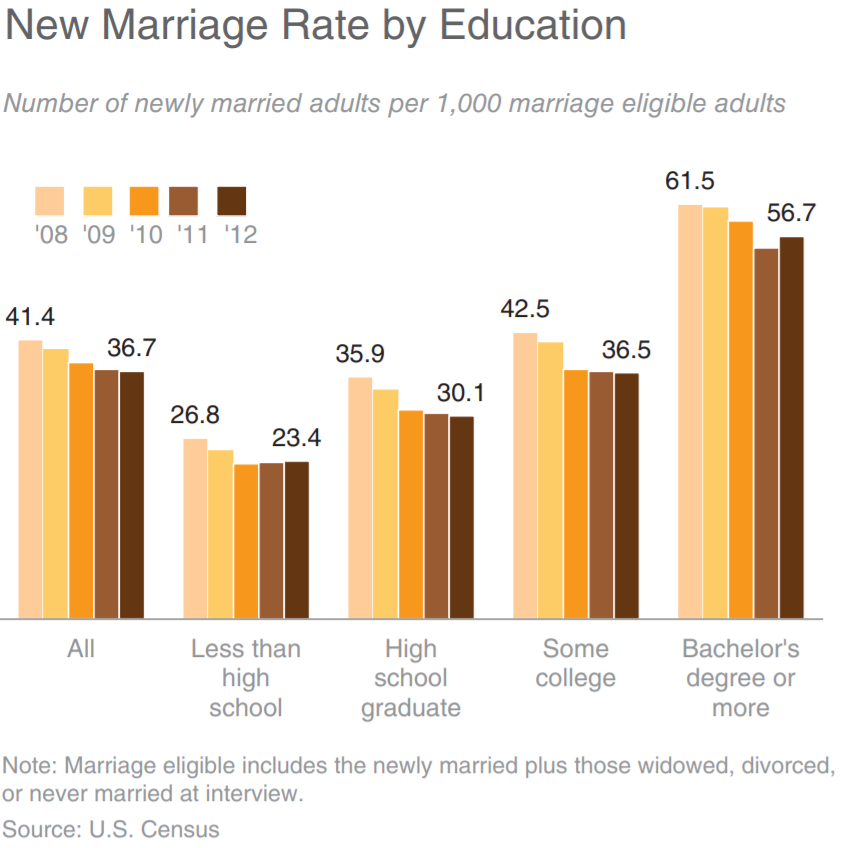 New Marriage Rate by Education
Number of newly married adults per 1,000 marriage eligible adults
'08 '09 '10 '11 '12
41.4
36.7
26.8
23.4
35.9
30.1
42.5
36.5
61.5
56.7
All
Less than
high
school
High
school
graduate
Some
college
Bachelor's
degree or
more
Note: Marriage eligible includes the newly married plus those widowed, divorced,
or never married at interview.
Source: U.S. Census